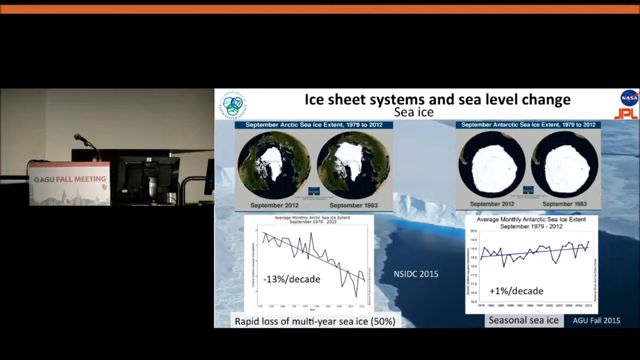 @AGU FALL MEETING
Ice sheet systems and sea level change
Sea ice
NASA
JPL
September Arctic Sea Ice Extent, 1979 to 2012
September 2012
September 1983
September Antarctic Sea Ice Extent, 1979 to 2012
September 2012
September 1983
Average Monthly Arctic Sea Ice Extent
-13%/decade
NSIDC 2015
Average Monthly Antarctic Sea Ice Extent
September 1979 - 2012
+1%/decade
Rapid loss of multi-year sea ice (50%)
Seasonal sea ice
AGU Fall 2015